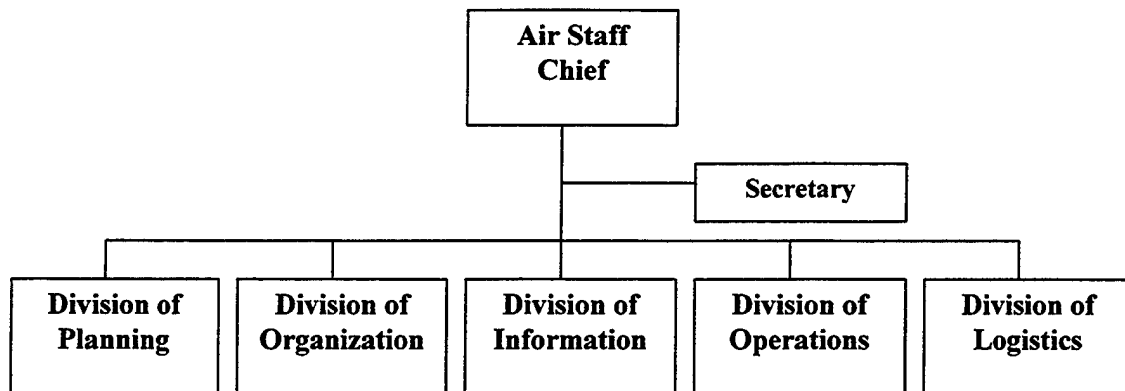 Air Staff
Chief
Secretary
Division of
Planning
Division of
Organization
Division of
Information
Division of
Operations
Division of
Logistics